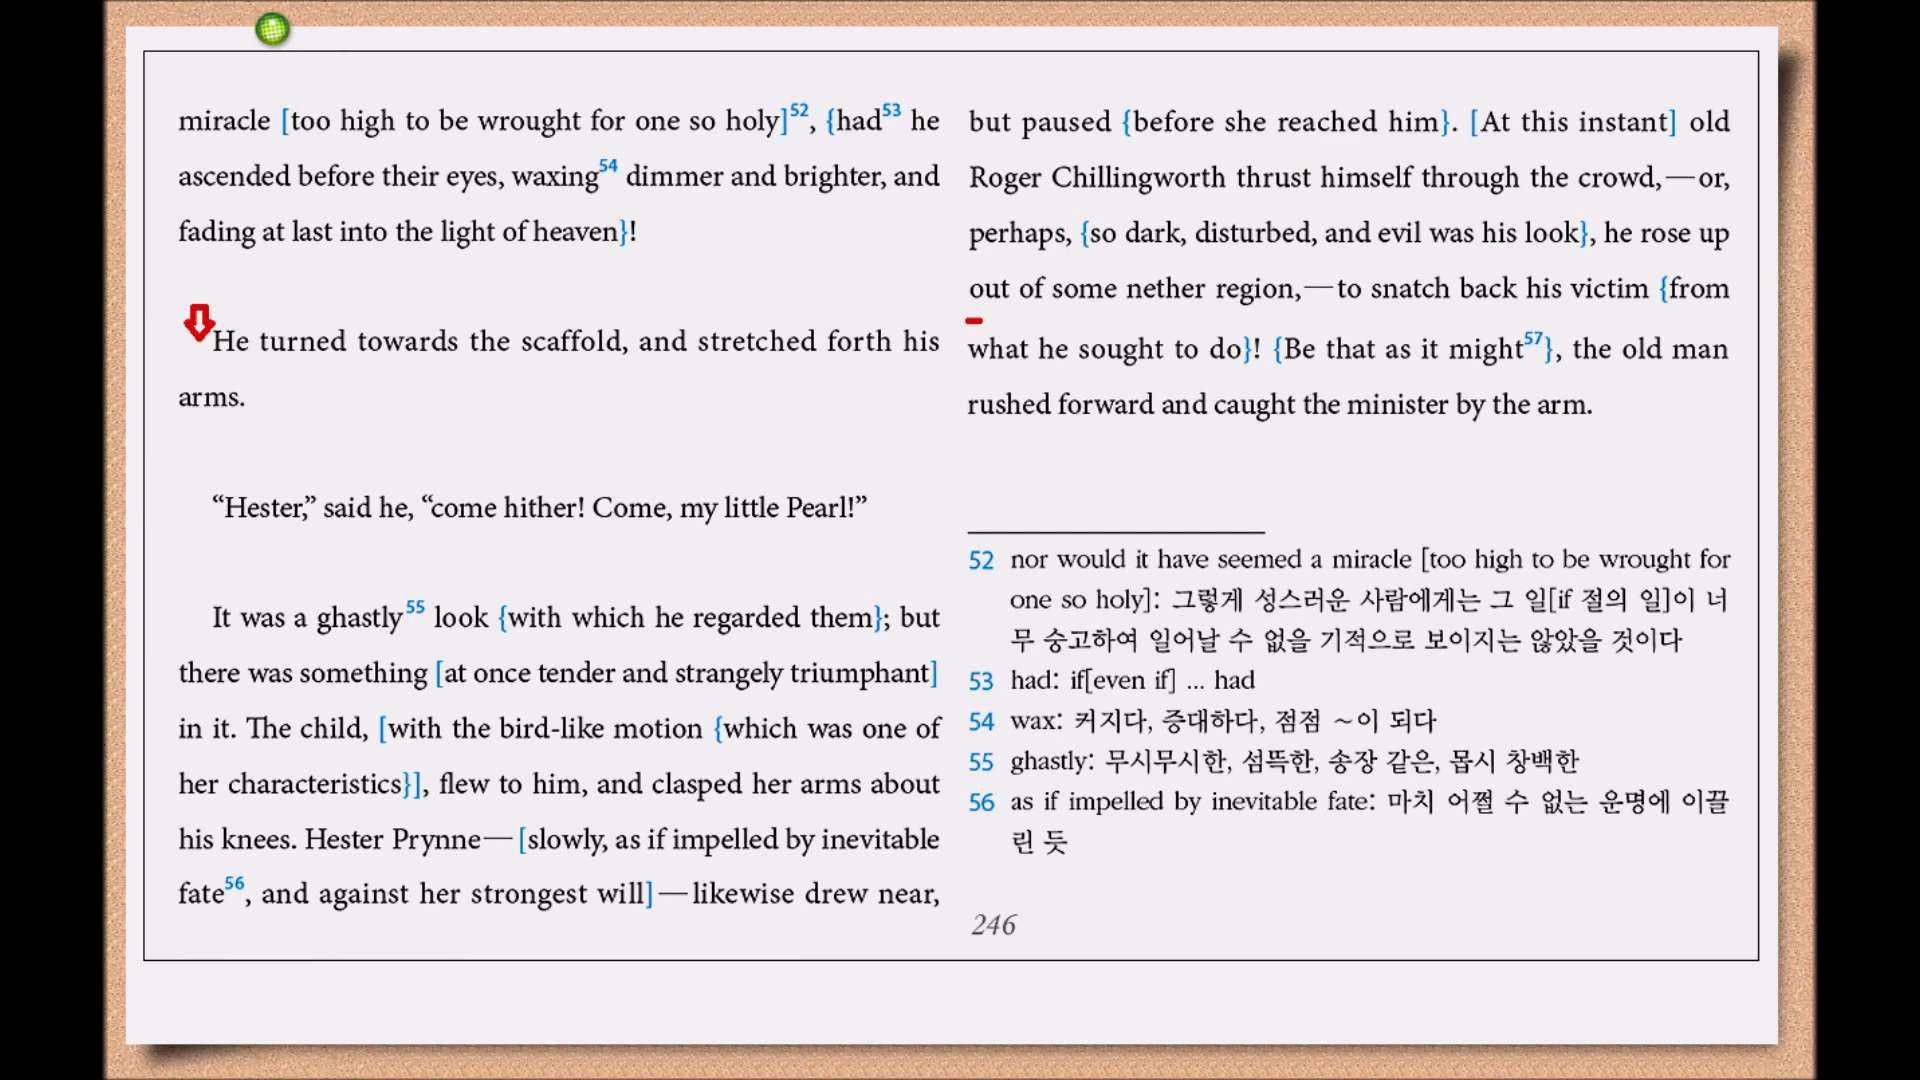 miracle [too high to be wrought for one so holy]52, {had53 he
ascended before their eyes, waxing54 dimmer and brighter, and
fading at last into the light of heaven}!
He turned towards the scaffold, and stretched forth his
arms.
“Hester,” said he, “come hither! Come, my little Pearl!”
It was a ghastly55 look {with which he regarded them}; but
there was something [at once tender and strangely triumphant]
in it. The child, [with the bird-like motion {which was one of
her characteristics}], flew to him, and clasped her arms about
his knees. Hester Prynne—[slowly, as if impelled by inevitable
fate56, and against her strongest will]—likewise drew near,
but paused {before she reached him}. [At this instant] old
Roger Chillingworth thrust himself through the crowd,—or,
perhaps, {so dark, disturbed, and evil was his look}, he rose up
out of some nether region,—to snatch back his victim {from
what he sought to do}! {Be that as it might57}, the old man
rushed forward and caught the minister by the arm.
52 nor would it have seemed a miracle [too high to be wrought for
one so holy]: 그렇게 성스러운 사람에게는 그 일[if 절의 일]이 너
무 숭고하여 일어날 수 없을 기적으로 보이지는 않았을 것이다
53 had: if[even if] ... had
54 wax: 커지다, 증대하다, 점점 ~이 되다
55 ghastly: 무시무시한, 섬뜩한, 송장 같은, 몹시 창백한
56 as if impelled by inevitable fate: 마치 어쩔 수 없는 운명에 이끌
린 듯
246